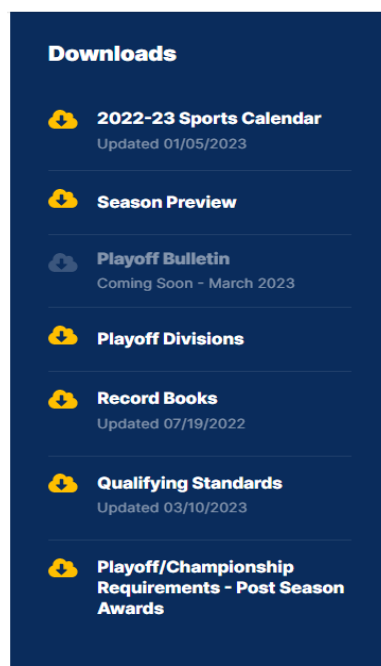 Downloads
2022-23 Sports Calendar
Updated 01/05/2023
Season Preview
Playoff Bulletin
Coming Soon - March 2023
Playoff Divisions
Record Books
Updated 07/19/2022
Qualifying Standards
Updated 03/10/2023
Playoff/Championship
Requirements - Post Season
Awards